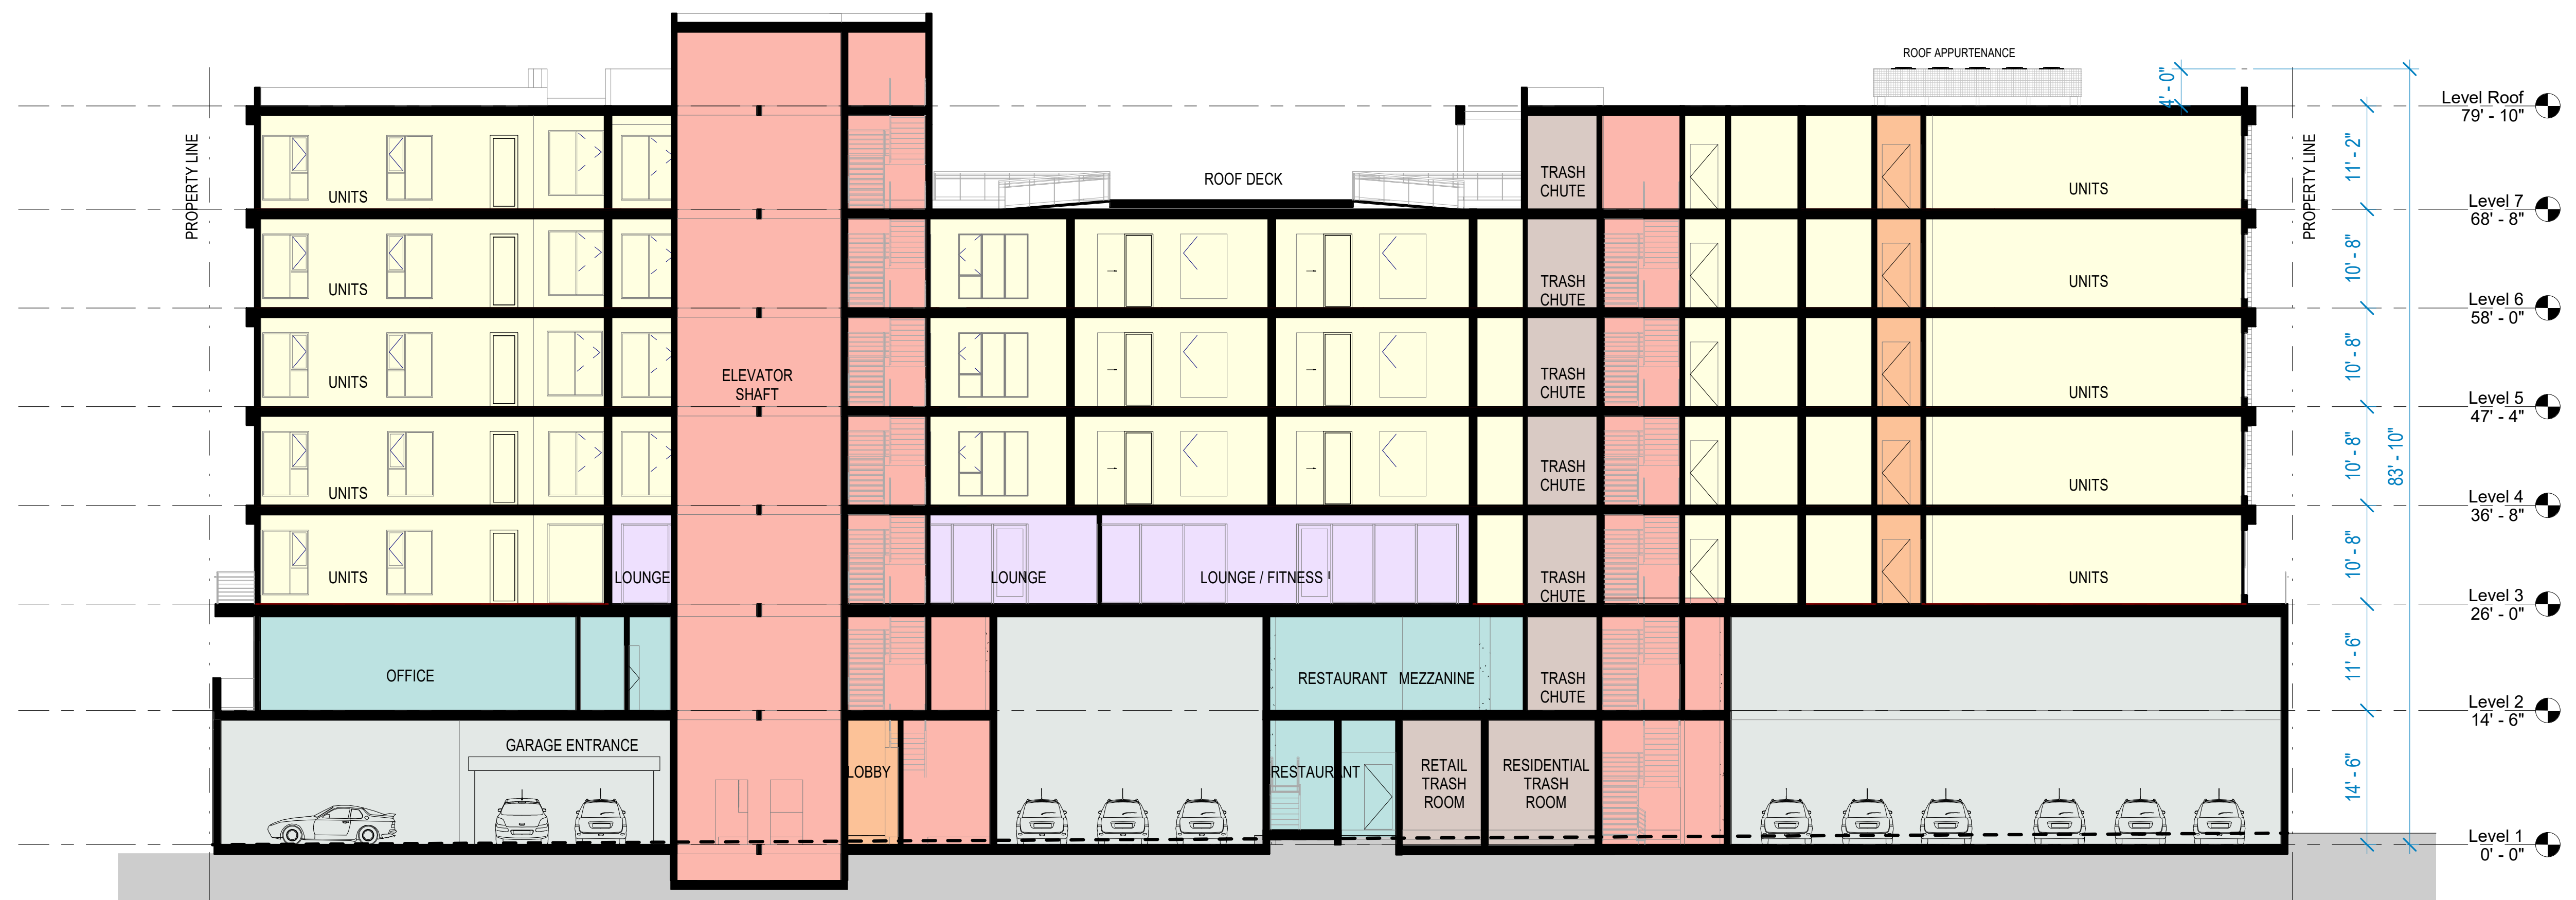 ROOF APPURTENANCE
4' - 0"
Level Roof
79' - 10"
PROPERTY LINE
PROPERTY LINE
11' - 2"
UNITS
ROOF DECK
TRASH
CHUTE
UNITS
Level 7
68' - 8"
10' - 8"
UNITS
TRASH
CHUTE
UNITS
Level 6
58' - 0"
10' - 8"
UNITS
ELEVATOR
SHAFT
TRASH
CHUTE
UNITS
Level 5
47' - 4"
10' - 8"
83' - 10"
UNITS
TRASH
CHUTE
UNITS
Level 4
36' - 8"
10' - 8"
UNITS
LOUNGE
LOUNGE
LOUNGE / FITNESS
TRASH
CHUTE
UNITS
Level 3
26' - 0"
11' - 6"
OFFICE
RESTAURANT MEZZANINE
TRASH
CHUTE
Level 2
14' - 6"
14' - 6"
GARAGE ENTRANCE
LOBBY
RESTAURANT
RETAIL
TRASH
ROOM
RESIDENTIAL
TRASH
ROOM
Level 1
0' - 0"